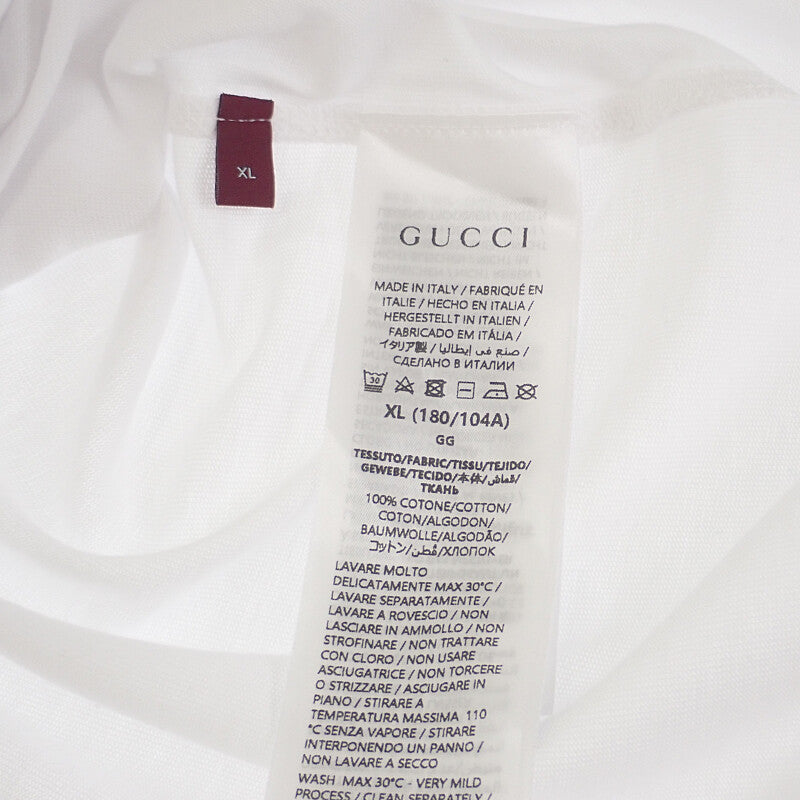 XL
GUCCI
MADE IN ITALY / FABRIQUÉ EN
ITALIE / HECHO EN ITALIA /
HERGESTELLT IN ITALIEN /
FABRICADO EM ITÁLIA /
イタリア製 / صنع في إيطاليا /
СДЕЛАНО В ИТАЛИИ
30
XL (180/104A)
GG
TESSUTO/FABRIC/TISSU/TEJIDO/
GEWEBE/TECIDO/本体/قماش/
ТКАНЬ
100% COTONE/COTTON/
COTON/ALGODON/
BAUMWOLLE/ALGODÃO/
コットン/قطن/ХЛОПОК
LAVARE MOLTO
DELICATAMENTE MAX 30°C /
LAVARE SEPARATAMENTE /
LAVARE A ROVESCIO / NON
LASCIARE IN AMMOLLO / NON
STROFINARE / NON TRATTARE
CON CLORO / NON USARE
ASCIUGATRICE / NON TORCERE
O STRIZZARE / ASCIUGARE IN
PIANO / STIRARE A
TEMPERATURA MASSIMA 110
°C SENZA VAPORE / STIRARE
INTERPONENDO UN PANNO /
NON LAVARE A SECCO
WASH MAX 30°C - VERY MILD
PROCESS / CLEAN SEPARATELY /